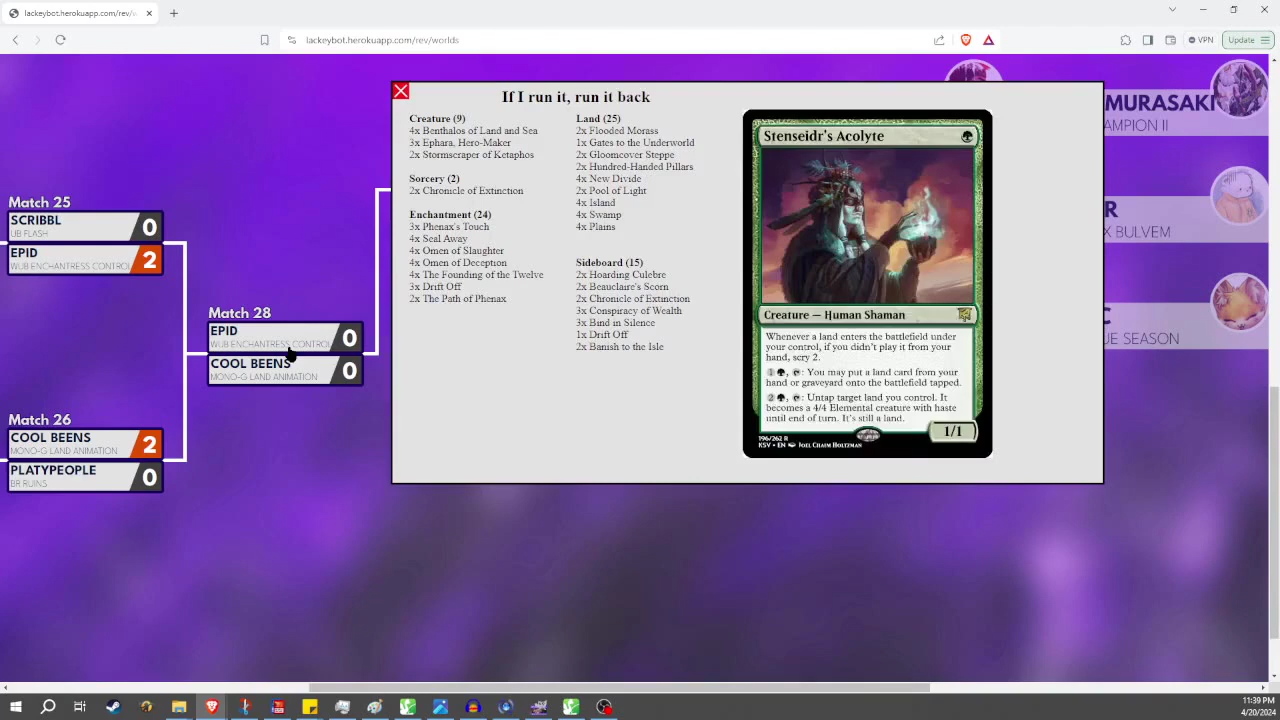 lackeybot.herokuapp.com/rev/w
lackeybot.herokuapp.com/rev/worlds
VPN
Update
If I run it, run it back
Creature (9)
4x Benthalos of Land and Sea
3x Ephara, Hero-Maker
2x Stormscraper of Ketaphos
Sorcery (2)
2x Chronicle of Extinction
Enchantment (24)
3x Phenax's Touch
4x Seal Away
4x Omen of Slaughter
4x Omen of Deception
4x The Founding of the Twelve
3x Drift Off
2x The Path of Phenax
Land (25)
2x Flooded Morass
1x Gates to the Underworld
2x Gloomcover Steppe
2x Hundred-Handed Pillars
4x New Divide
2x Pool of Light
4x Island
4x Swamp
4x Plains
Sideboard (15)
2x Hoarding Culebre
2x Beauclaire's Scorn
2x Chronicle of Extinction
3x Conspiracy of Wealth
3x Bind in Silence
1x Drift Off
2x Banish to the Isle
Stenseidr's Acolyte
Creature — Human Shaman
Whenever a land enters the battlefield under
your control, if you didn't play it from your
hand, scry 2.
1, : You may put a land card from your
hand or graveyard onto the battlefield tapped.
2, : Untap target land you control. It
becomes a 4/4 Elemental creature with haste
until end of turn. It's still a land.
1/1
196/262 R
KSV • EN Joel Chaim Holtzman
Match 25
SCRIBBL 0
UB FLASH
EPID 2
WUB ENCHANTRESS CONTROL
Match 28
EPID 0
WUB ENCHANTRESS CONTROL
COOL BEENS 0
MONO-G LAND ANIMATION
Match 26
COOL BEENS 2
MONO-G LAND ANIMATION
PLATYPEOPLE 0
BR RUINS
MURASAKI
AMPION II
R
X BULVEM
C
UE SEASON
11:39 PM
4/20/2024